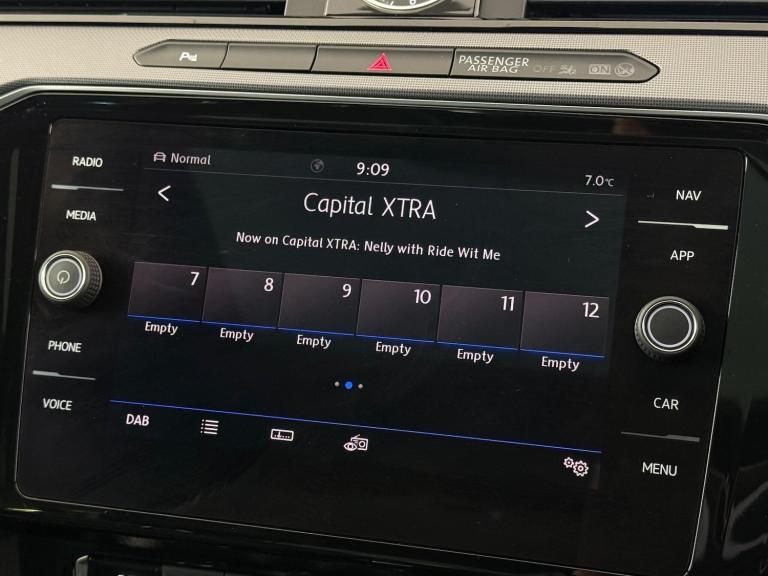 PASSENGER
AIR BAG OFF ON
RADIO
MEDIA
PHONE
VOICE
Normal 9:09 7.0°C
< Capital XTRA >
Now on Capital XTRA: Nelly with Ride Wit Me
7 8 9 10 11 12
Empty Empty Empty Empty Empty Empty
DAB
NAV
APP
CAR
MENU